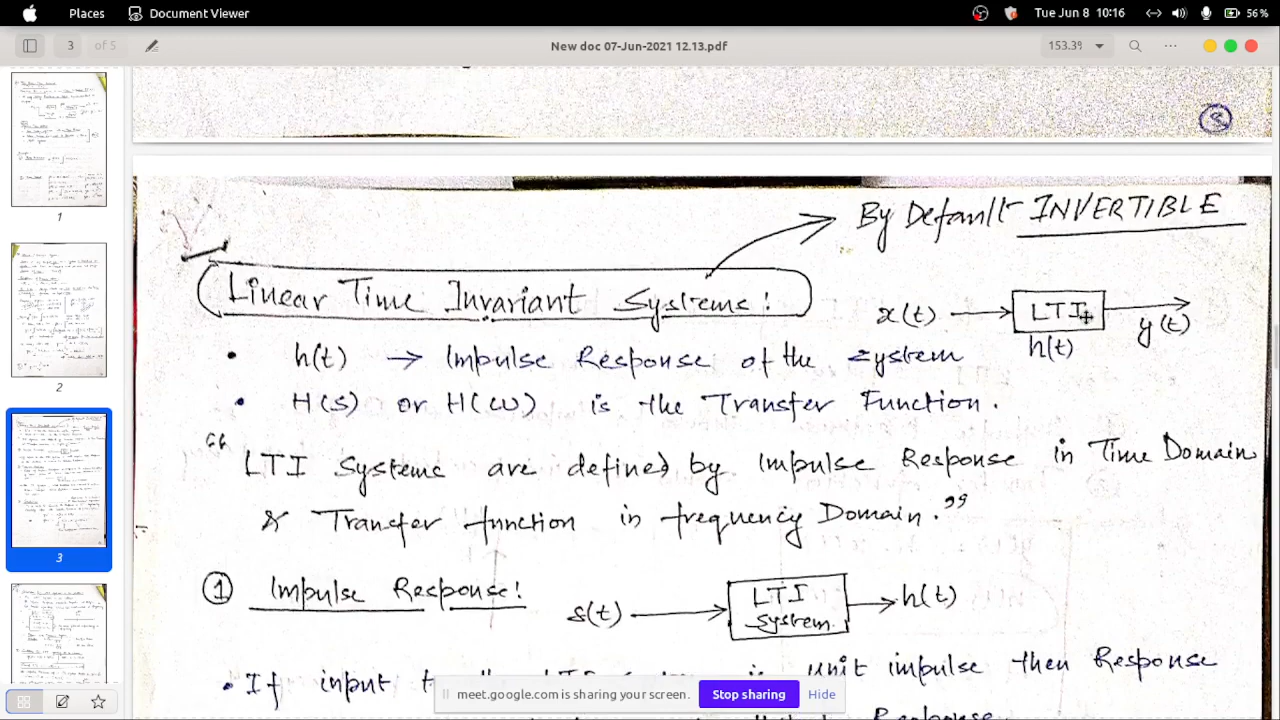 Places
Document Viewer
Tue Jun 8 10:16
56%
3 of 5
New doc 07-Jun-2021 12.13.pdf
153.39
By Default INVERTIBLE
Linear Time Invariant Systems:
x(t) → LTI → y(t)
h(t)
• h(t) → Impulse Response of the system
• H(s) or H(ω) is the Transfer Function.
“ LTI Systems are defined by Impulse Response in Time Domain
& Transfer function in frequency Domain.”
① Impulse Response:
δ(t) → LTI System. → h(t)
• If input unit impulse then Response
Response
meet.google.com is sharing your screen. Stop sharing Hide
1
2
3